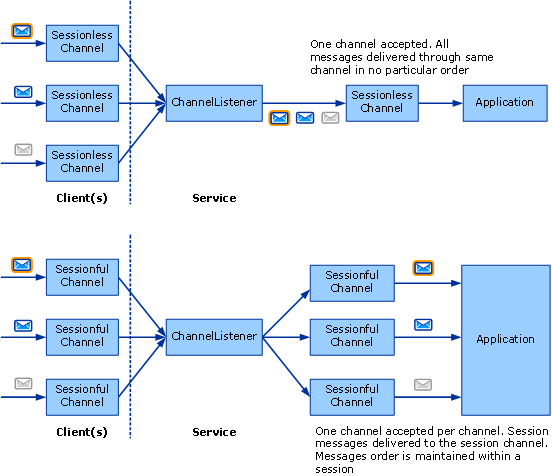 Sessionless
Channel
One channel accepted. All
messages delivered through same
channel in no particular order
Sessionless
Channel
ChannelListener
Sessionless
Channel
Application
Sessionless
Channel
Client(s)
Service
Sessionful
Channel
Sessionful
Channel
Sessionful
Channel
ChannelListener
Sessionful
Channel
Application
Sessionful
Channel
Sessionful
Channel
Client(s)
Service
One channel accepted per channel. Session
messages delivered to the session channel.
Messages order is maintained within a
session